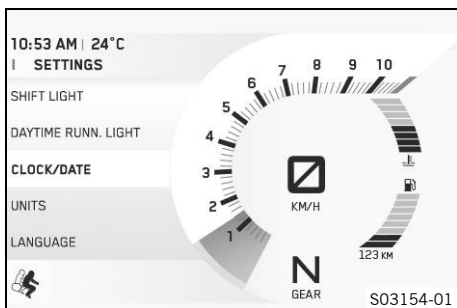 10:53 AM | 24°C
SETTINGS
SHIFT LIGHT
DAYTIME RUNN. LIGHT
CLOCK/DATE
UNITS
LANGUAGE
1
2
3
4
5
6
7
8
9
10
0
KM/H
N
GEAR
123 KM
S03154-01